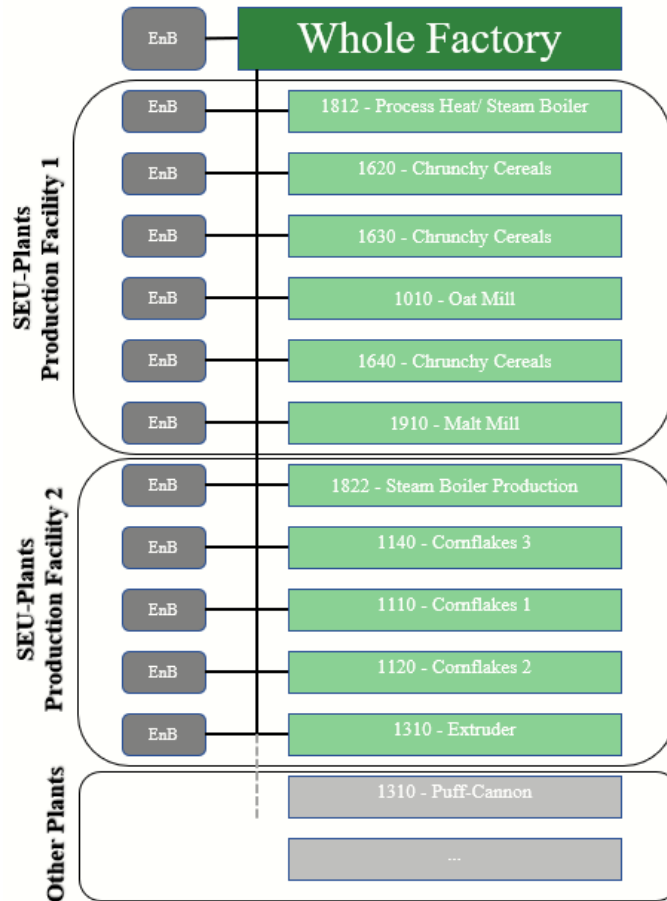 EnB
Whole Factory
SEU-Plants
Production Facility 1
EnB
1812 - Process Heat/ Steam Boiler
EnB
1620 - Chrunchy Cereals
EnB
1630 - Chrunchy Cereals
EnB
1010 - Oat Mill
EnB
1640 - Chrunchy Cereals
EnB
1910 - Malt Mill
SEU-Plants
Production Facility 2
EnB
1822 - Steam Boiler Production
EnB
1140 - Cornflakes 3
EnB
1110 - Cornflakes 1
EnB
1120 - Cornflakes 2
EnB
1310 - Extruder
Other Plants
1310 - Puff-Cannon
...